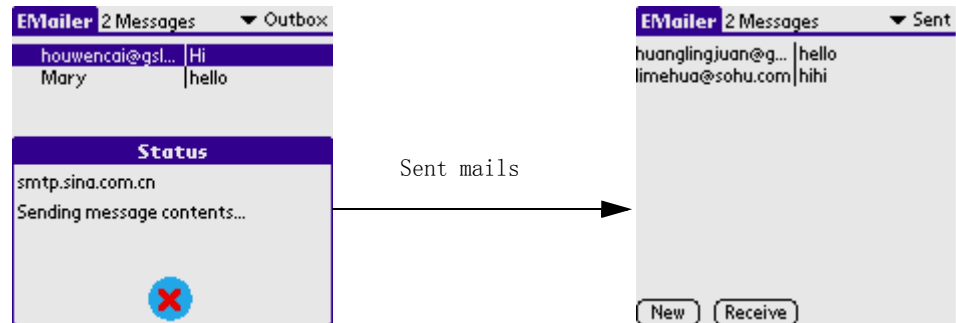 EMailer 2 Messages Outbox
houwencai@gsl... Hi
Mary hello
Status
smtp.sina.com.cn
Sending message contents...
Sent mails
EMailer 2 Messages Sent
huanglingjuan@g... hello
limehua@sohu.com hihi
New Receive